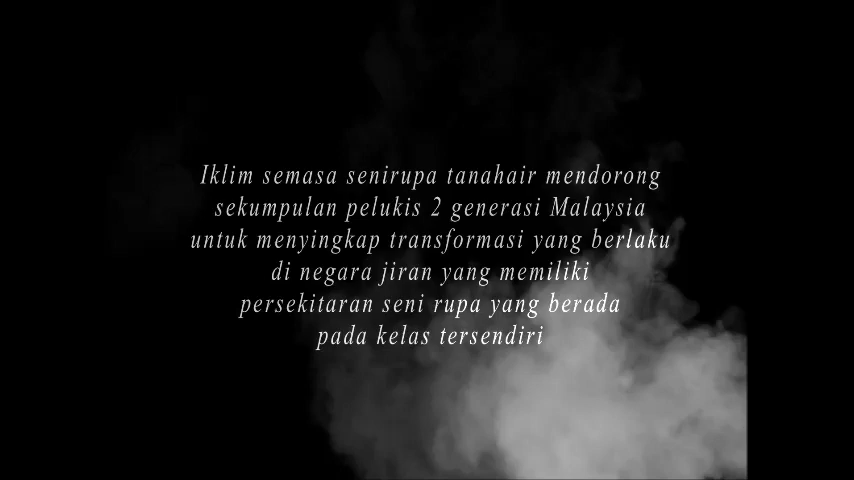 Iklim semasa senirupa tanahair mendorong
sekumpulan pelukis 2 generasi Malaysia
untuk menyingkap transformasi yang berlaku
di negara jiran yang memiliki
persekitaran seni rupa yang berada
pada kelas tersendiri